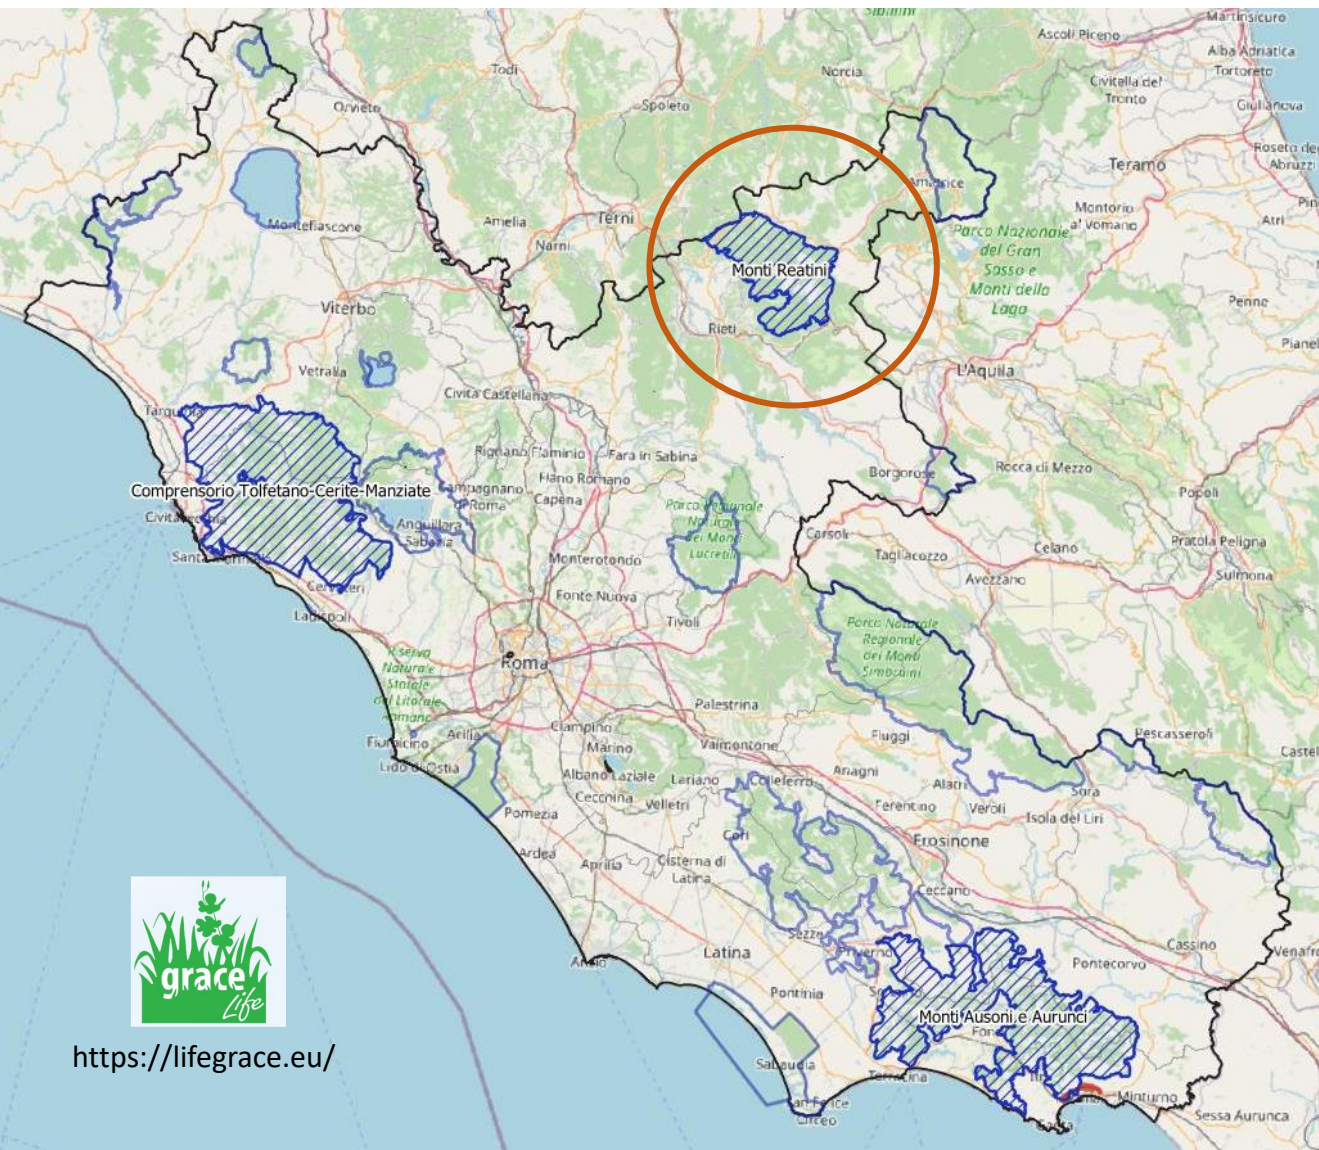 Sibillini
Martinsicuro
Ascoli Piceno
Alba Adriatica
Todi
Norcia
Tortoreto
Civitella del
Tronto
Orvieto
Spoleto
Giulianova
Roseto deg
Abruzzi
Teramo
Amatrice
Montefiascone
Amelia
Terni
Montorio
al Vomano
Atri
Pin
Narni
Parco Nazionale
del Gran
Sasso e
Monti della
Laga
Monti Reatini
Penne
Viterbo
Rieti
Pianel
Vetralla
L'Aquila
Civita Castellana
Tarqu
Rignano Flaminio
Fara in Sabina
Borgorose
Rocca di Mezzo
Comprensorio Tolfetano-Cerite-Manziate
Campagnano
di Roma
Fiano Romano
Capena
Popoli
Parco Regionale
Naturale
dei Monti
Lucretili
Civitavecchia
Anguillara
Sabazia
Carsoli
Tagliacozzo
Celano
Pratola Peligna
Santa Marinella
Monterotondo
Avezzano
Sulmona
Cerveteri
Fonte Nuova
Ladispoli
Tivoli
Parco Naturale
Regionale
dei Monti
Simbruini
Riserva
Naturale
Statale
del Litorale
Romano
Roma
Palestrina
Fiumicino
Acilia
Ciampino
Marino
Valmontone
Fiuggi
Pescasseroli
Castel
Lido di Ostia
Albano Laziale
Lariano
Colleferro
Anagni
Alatri
Sora
Cecchina
Velletri
Ferentino
Veroli
Isola del Liri
Pomezia
Cori
Frosinone
Ardea
Aprilia
Cisterna di
Latina
Ceccano
Sezze
Priverno
Cassino
Venafro
Anzio
Latina
Pontecorvo
Pontinia
Monti Ausoni e Aurunci
Fon
Sabaudia
Terracina
San Felice
Circeo
Minturno
Gaeta
Sessa Aurunca
grace
Life
https://lifegrace.eu/